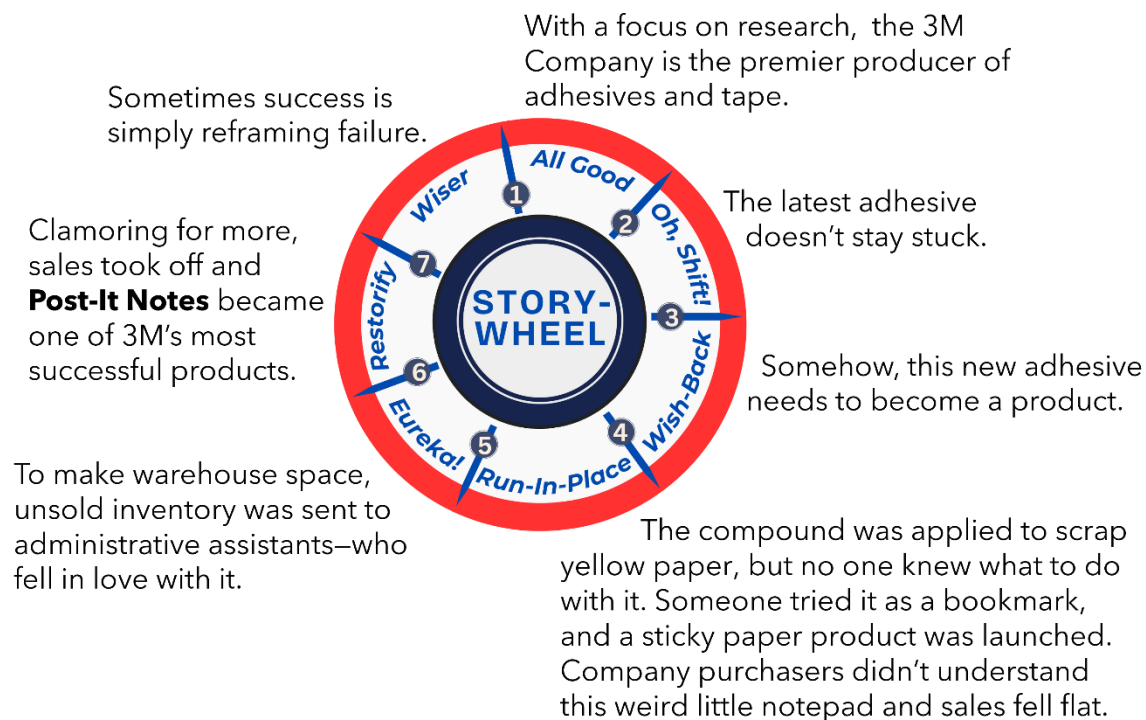 With a focus on research, the 3M
Company is the premier producer of
adhesives and tape.
The latest adhesive
doesn't stay stuck.
Somehow, this new adhesive
needs to become a product.
The compound was applied to scrap
yellow paper, but no one knew what to do
with it. Someone tried it as a bookmark,
and a sticky paper product was launched.
Company purchasers didn't understand
this weird little notepad and sales fell flat.
To make warehouse space,
unsold inventory was sent to
administrative assistants—who
fell in love with it.
Clamoring for more,
sales took off and
Post-It Notes became
one of 3M's most
successful products.
Sometimes success is
simply reframing failure.
STORY-
WHEEL
1
All Good
2
Oh, Shift!
3
Wish-Back
4
Run-In-Place
5
Eureka!
6
Restorify
7
Wiser